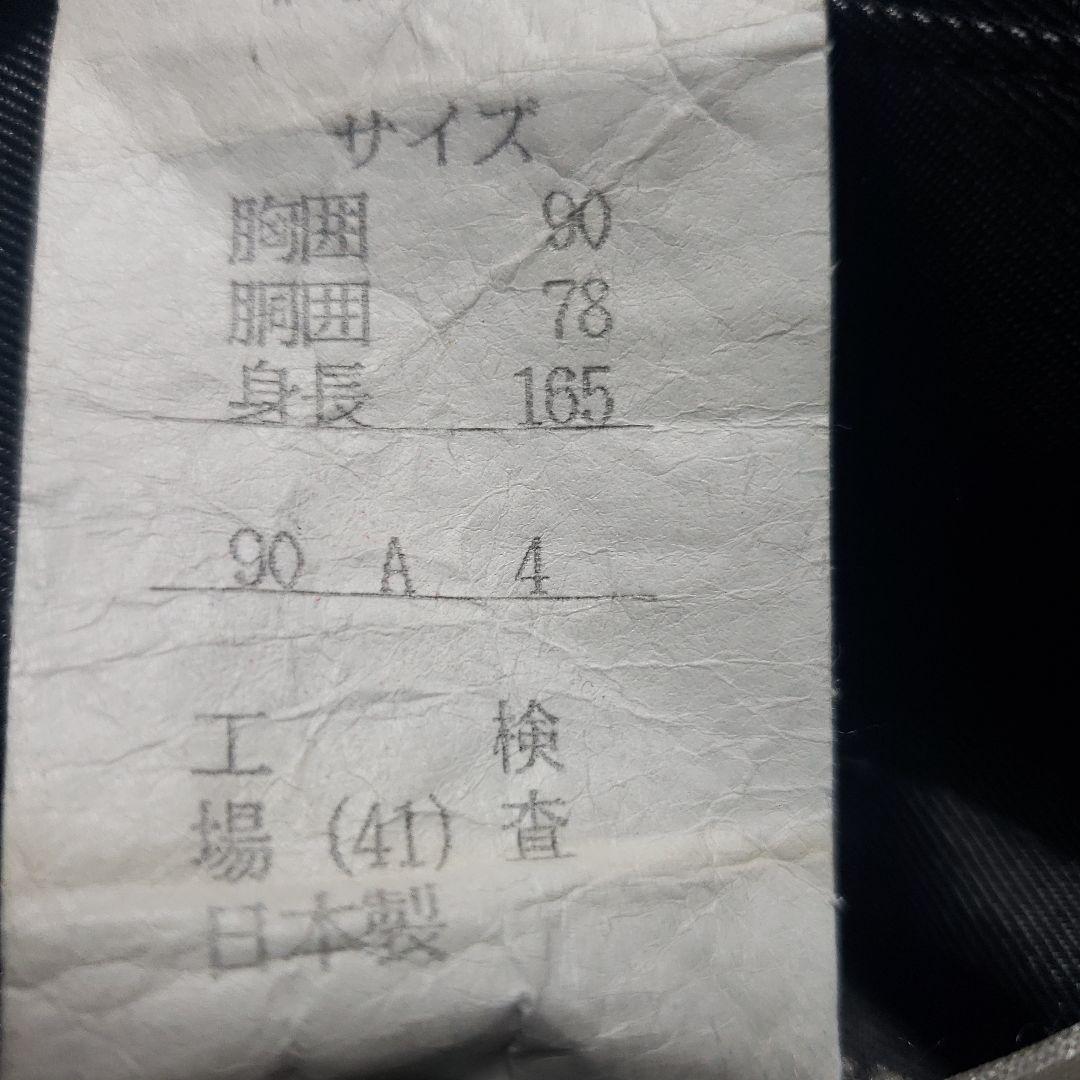 サイズ
胸囲 90
胴囲 78
身長 165
90 A 4
工 検
場 (41) 査
日本製